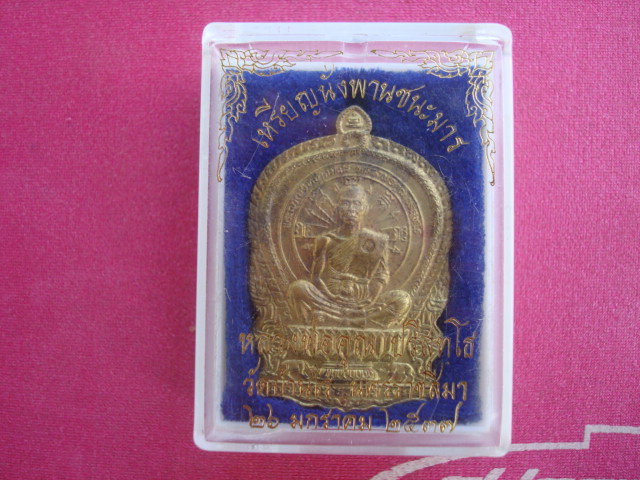 เหรียญนั่งพานชนะมาร
หลวงพ่อคูณ ปริสุทโธ
วัดบ้านไร่ นครราชสีมา
๒๖ มกราคม ๒๕๓๗